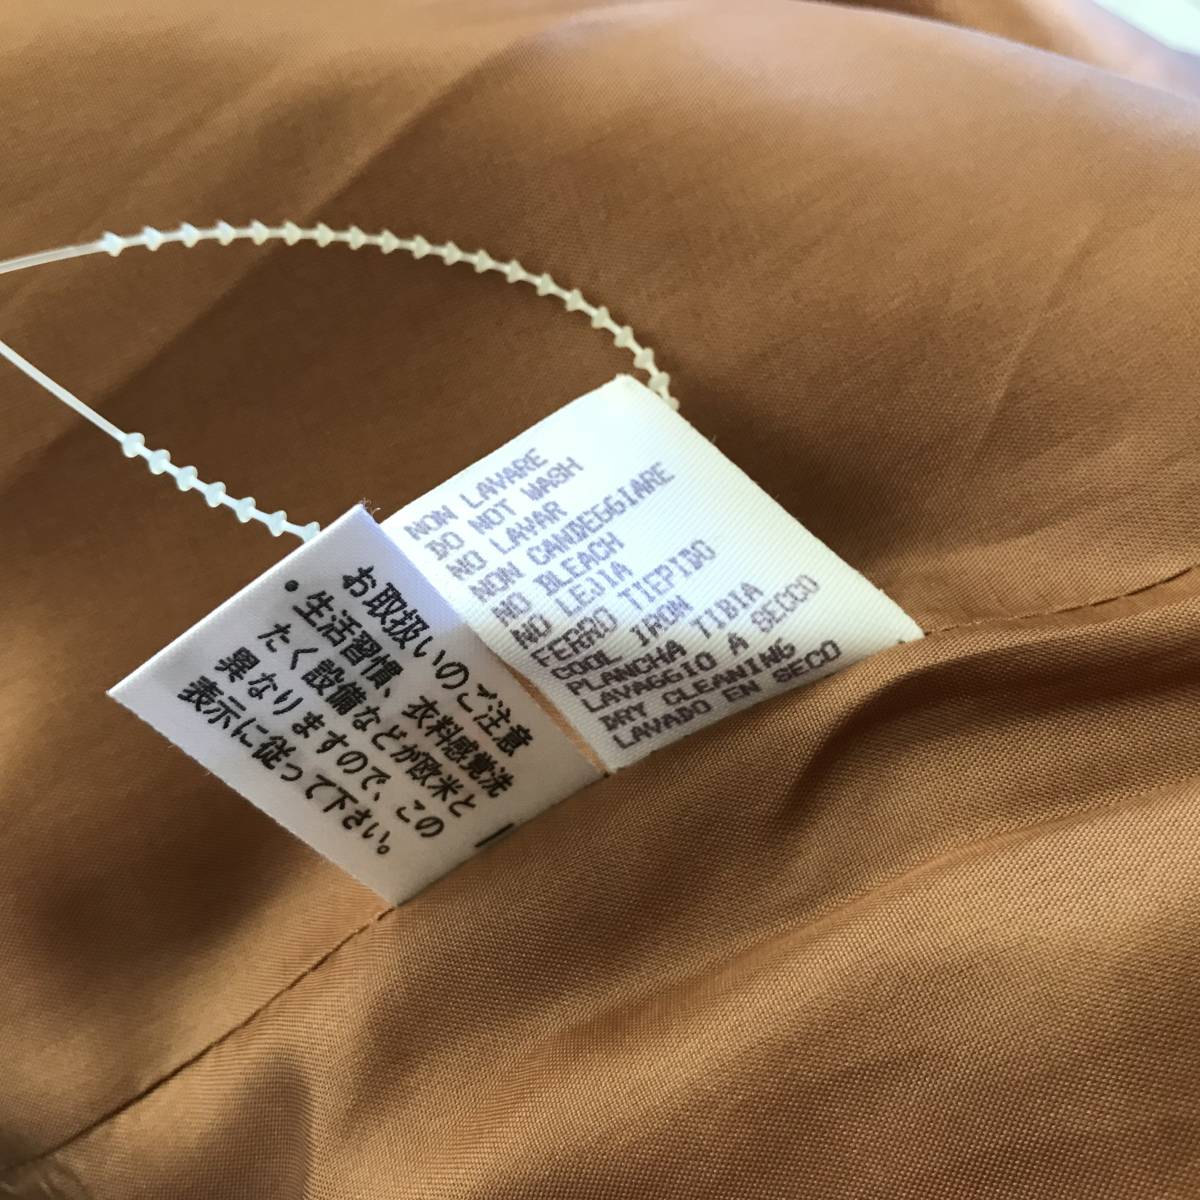 お取扱いのご注意
・生活習慣、衣料感覚洗
たく設備などが欧米と
異なりますので、この
表示に従って下さい。
NON LAVARE
DO NOT WASH
NO LAVAR
NON CANDEGGIARE
NO BLEACH
NO LEJIA
FERRO TIEPIDO
COOL IRON
PLANCHA TIBIA
LAVAGGIO A SECCO
DRY CLEANING
LAVADO EN SECO